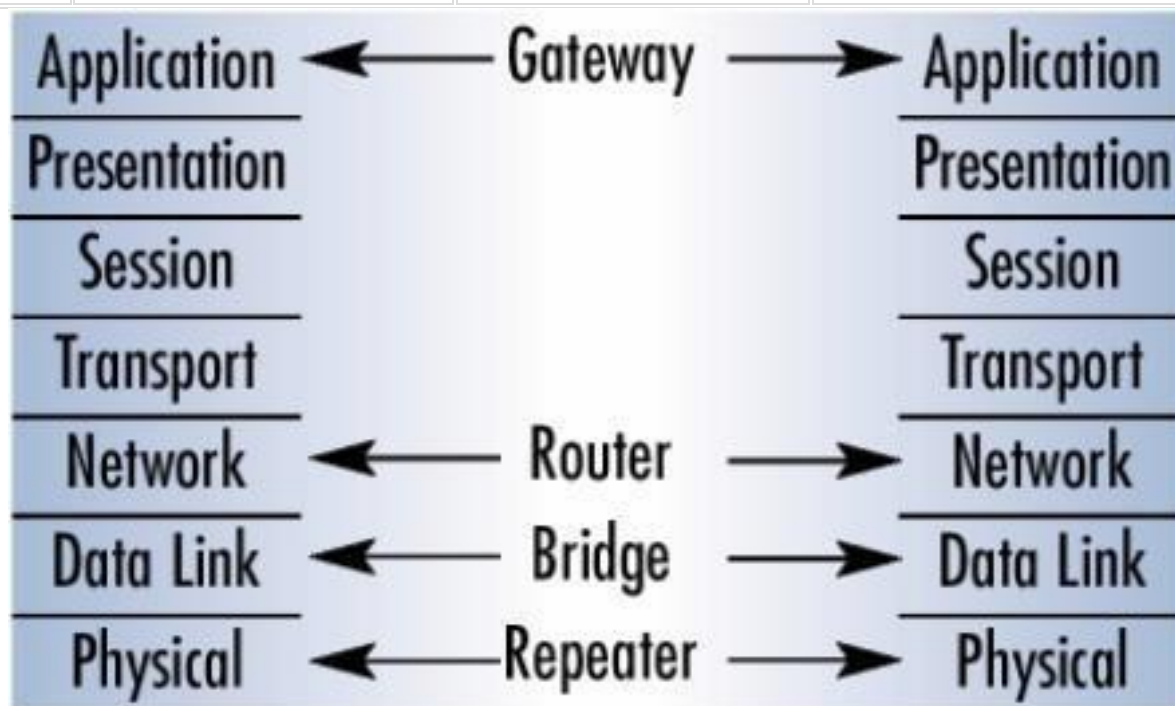 Application Gateway Application
Presentation Presentation
Session Session
Transport Transport
Network Router Network
Data Link Bridge Data Link
Physical Repeater Physical